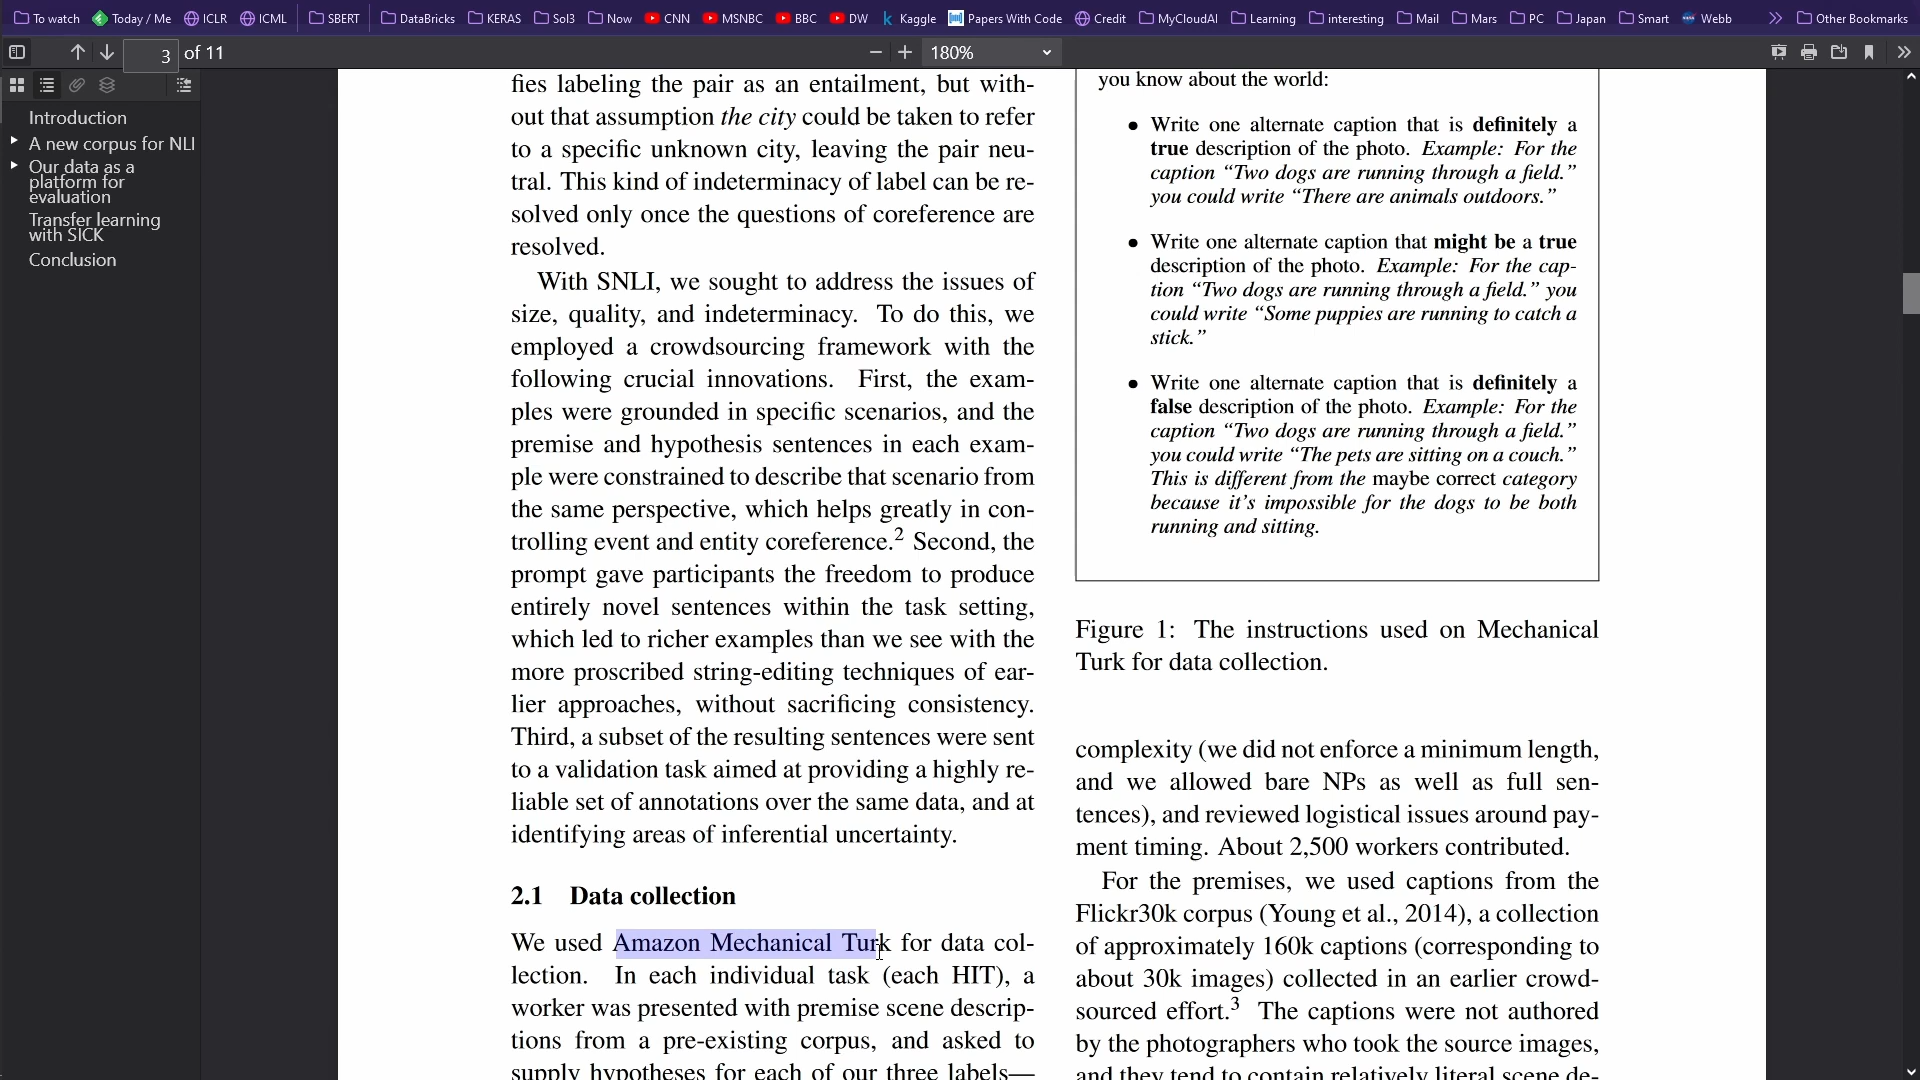 To watch
Today / Me
ICLR
ICML
SBERT
DataBricks
KERAS
Sol3
Now
CNN
MSNBC
BBC
DW
Kaggle
Papers With Code
Credit
MyCloudAI
Learning
interesting
Mail
Mars
PC
Japan
Smart
Webb
Other Bookmarks
3 of 11
180%
Introduction
A new corpus for NLI
Our data as a
platform for
evaluation
Transfer learning
with SICK
Conclusion
fies labeling the pair as an entailment, but with-
out that assumption the city could be taken to refer
to a specific unknown city, leaving the pair neu-
tral. This kind of indeterminacy of label can be re-
solved only once the questions of coreference are
resolved.
With SNLI, we sought to address the issues of
size, quality, and indeterminacy. To do this, we
employed a crowdsourcing framework with the
following crucial innovations. First, the exam-
ples were grounded in specific scenarios, and the
premise and hypothesis sentences in each exam-
ple were constrained to describe that scenario from
the same perspective, which helps greatly in con-
trolling event and entity coreference.2 Second, the
prompt gave participants the freedom to produce
entirely novel sentences within the task setting,
which led to richer examples than we see with the
more proscribed string-editing techniques of ear-
lier approaches, without sacrificing consistency.
Third, a subset of the resulting sentences were sent
to a validation task aimed at providing a highly re-
liable set of annotations over the same data, and at
identifying areas of inferential uncertainty.
2.1 Data collection
We used Amazon Mechanical Turk for data col-
lection. In each individual task (each HIT), a
worker was presented with premise scene descrip-
tions from a pre-existing corpus, and asked to
supply hypotheses for each of our three labels—
you know about the world:
• Write one alternate caption that is definitely a
true description of the photo. Example: For the
caption “Two dogs are running through a field.”
you could write “There are animals outdoors.”
• Write one alternate caption that might be a true
description of the photo. Example: For the cap-
tion “Two dogs are running through a field.” you
could write “Some puppies are running to catch a
stick.”
• Write one alternate caption that is definitely a
false description of the photo. Example: For the
caption “Two dogs are running through a field.”
you could write “The pets are sitting on a couch.”
This is different from the maybe correct category
because it’s impossible for the dogs to be both
running and sitting.
Figure 1: The instructions used on Mechanical
Turk for data collection.
complexity (we did not enforce a minimum length,
and we allowed bare NPs as well as full sen-
tences), and reviewed logistical issues around pay-
ment timing. About 2,500 workers contributed.
For the premises, we used captions from the
Flickr30k corpus (Young et al., 2014), a collection
of approximately 160k captions (corresponding to
about 30k images) collected in an earlier crowd-
sourced effort.3 The captions were not authored
by the photographers who took the source images,
and they tend to contain relatively literal scene de-